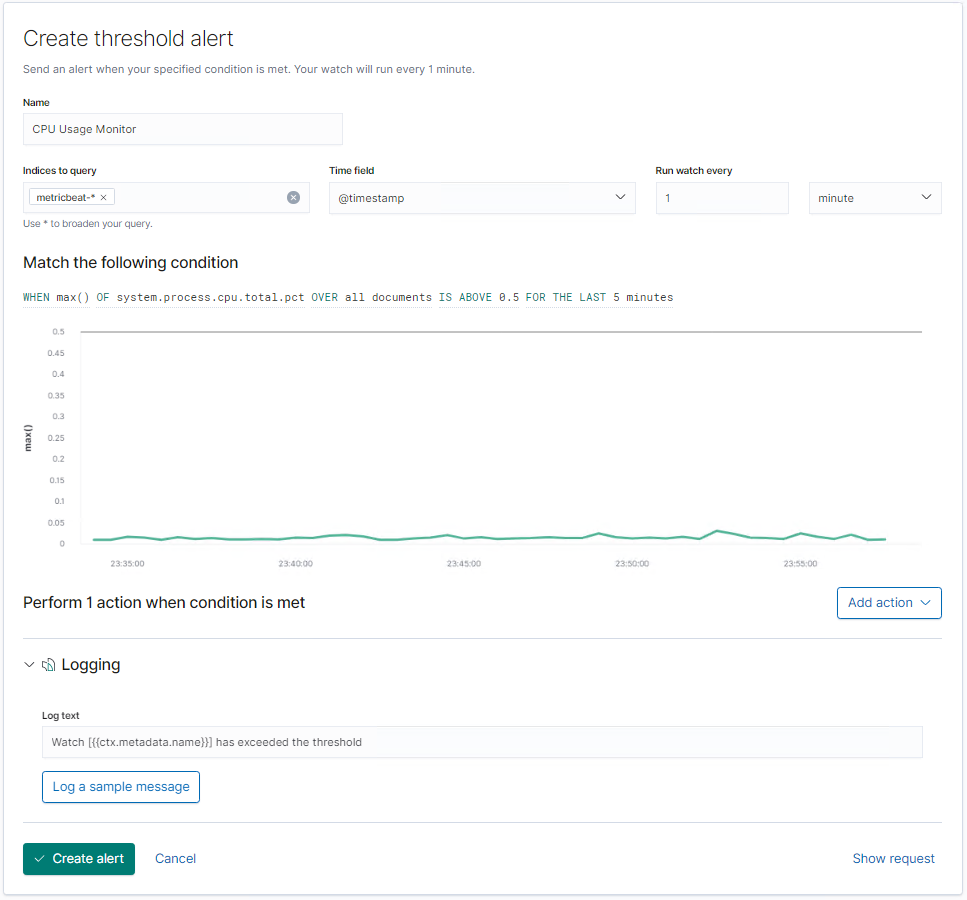 Create threshold alert
Send an alert when your specified condition is met. Your watch will run every 1 minute.
Name
CPU Usage Monitor
Indices to query
Time field
Run watch every
metricbeat-* ×
@timestamp
1
minute
Use * to broaden your query.
Match the following condition
WHEN max() OF system.process.cpu.total.pct OVER all documents IS ABOVE 0.5 FOR THE LAST 5 minutes
max()
0.5
0.45
0.4
0.35
0.3
0.25
0.2
0.15
0.1
0.05
0
23:35:00
23:40:00
23:45:00
23:50:00
23:55:00
Perform 1 action when condition is met
Add action
Logging
Log text
Watch [{{ctx.metadata.name}}] has exceeded the threshold
Log a sample message
Create alert
Cancel
Show request